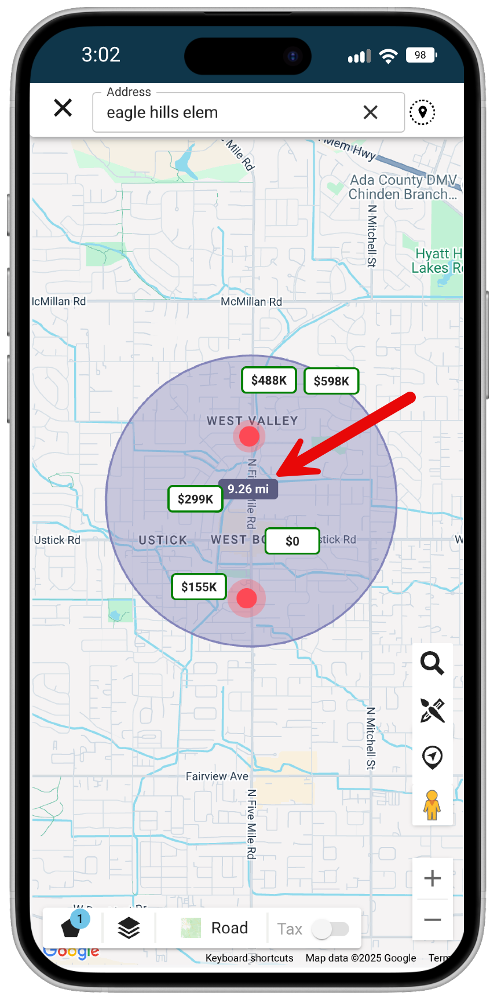 3:02
98
Address
eagle hills elem
Mile Rd
Mem Hwy
Ada County DMV
Chinden Branch...
N Mitchell St
Hyatt H
Lakes R
McMillan Rd
McMillan Rd
$488K
$598K
WEST VALLEY
N Fi
9.26 mi
$299K
ile Rd
Ustick Rd
USTICK
WEST BO
$0
stick Rd
W
$155K
N Mitchell St
Fairview Ave
N Five Mile Rd
1
Road
Tax
Google
Keyboard shortcuts
Map data ©2025 Google
Term